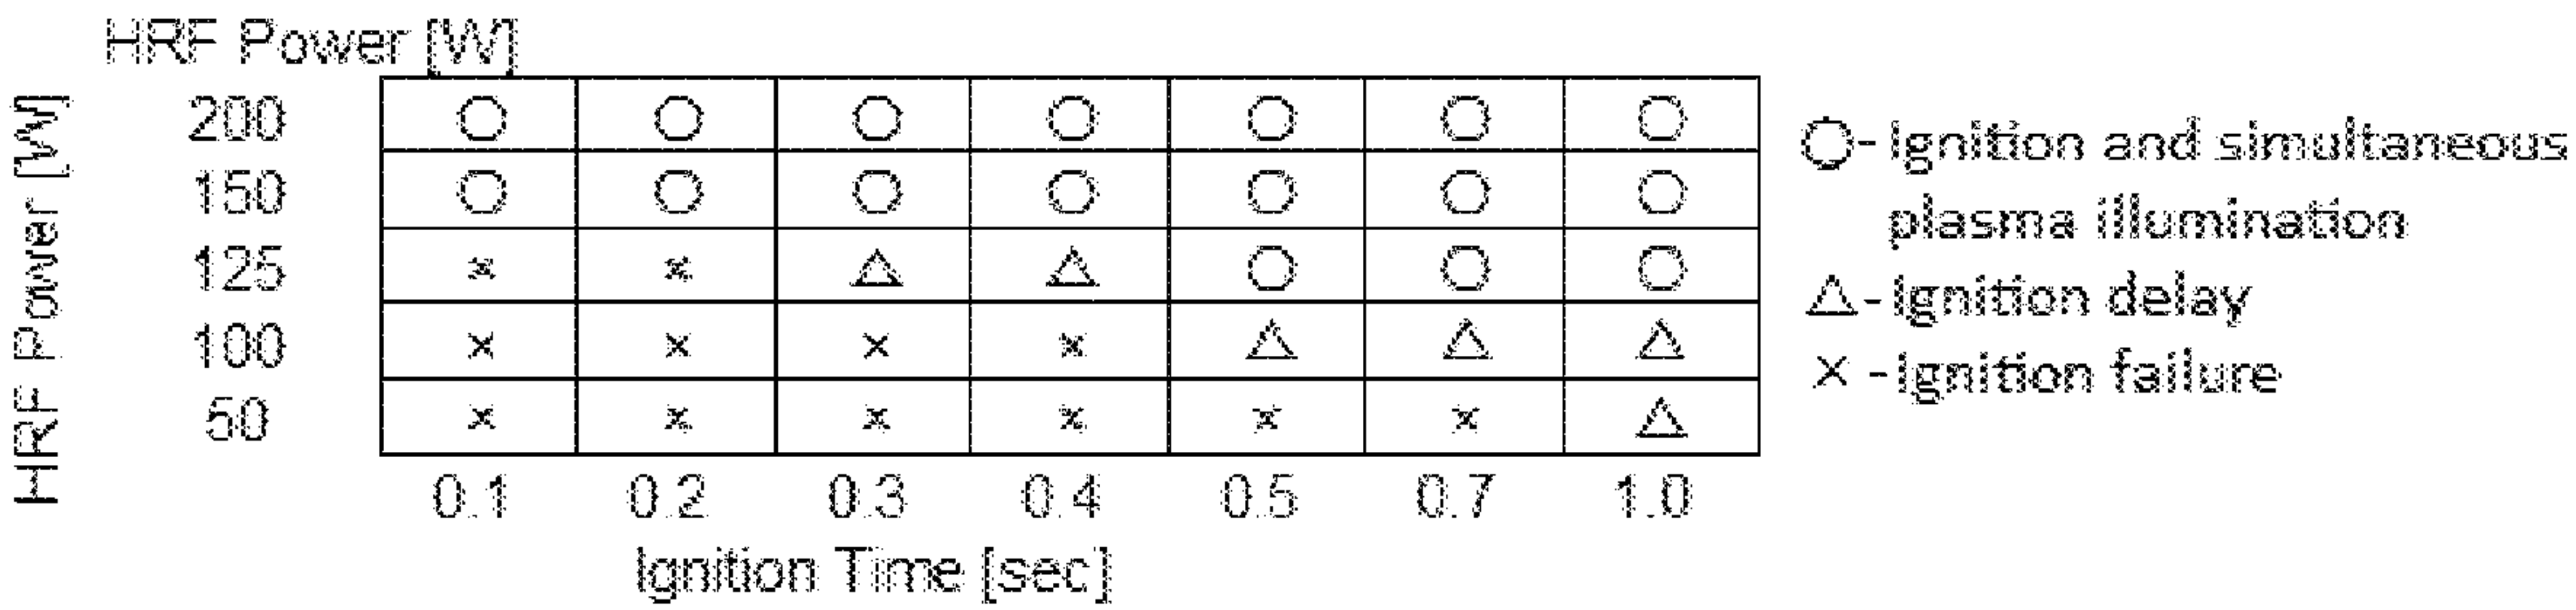 HRF Power [W]
HRF Power [W]
200 ○ ○ ○ ○ ○ ○ ○
150 ○ ○ ○ ○ ○ ○ ○
125 × × △ △ ○ ○ ○
100 × × × × △ △ △
50 × × × × × × △
0.1 0.2 0.3 0.4 0.5 0.7 1.0
Ignition Time [sec]
○- Ignition and simultaneous
plasma illumination
△- Ignition delay
× - Ignition failure